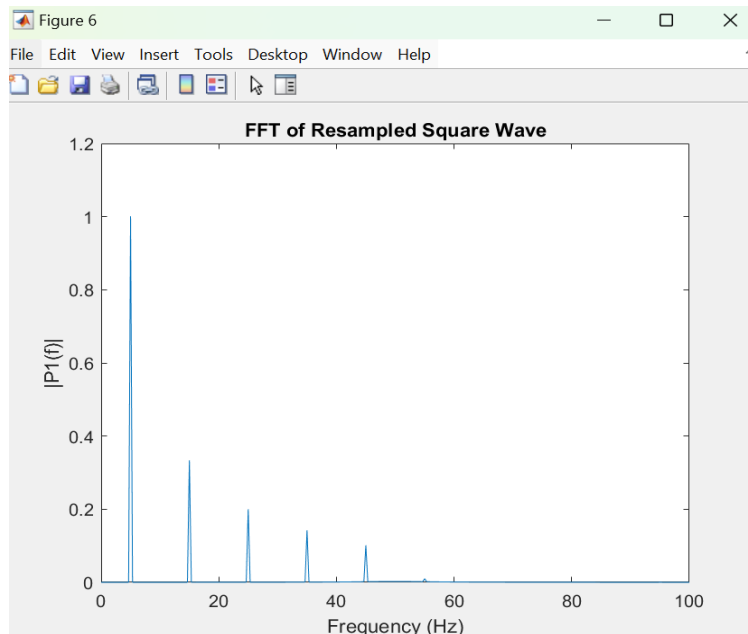 Figure 6
File Edit View Insert Tools Desktop Window Help
FFT of Resampled Square Wave
1.2
1
0.8
0.6
0.4
0.2
0
|P1(f)|
0 20 40 60 80 100
Frequency (Hz)